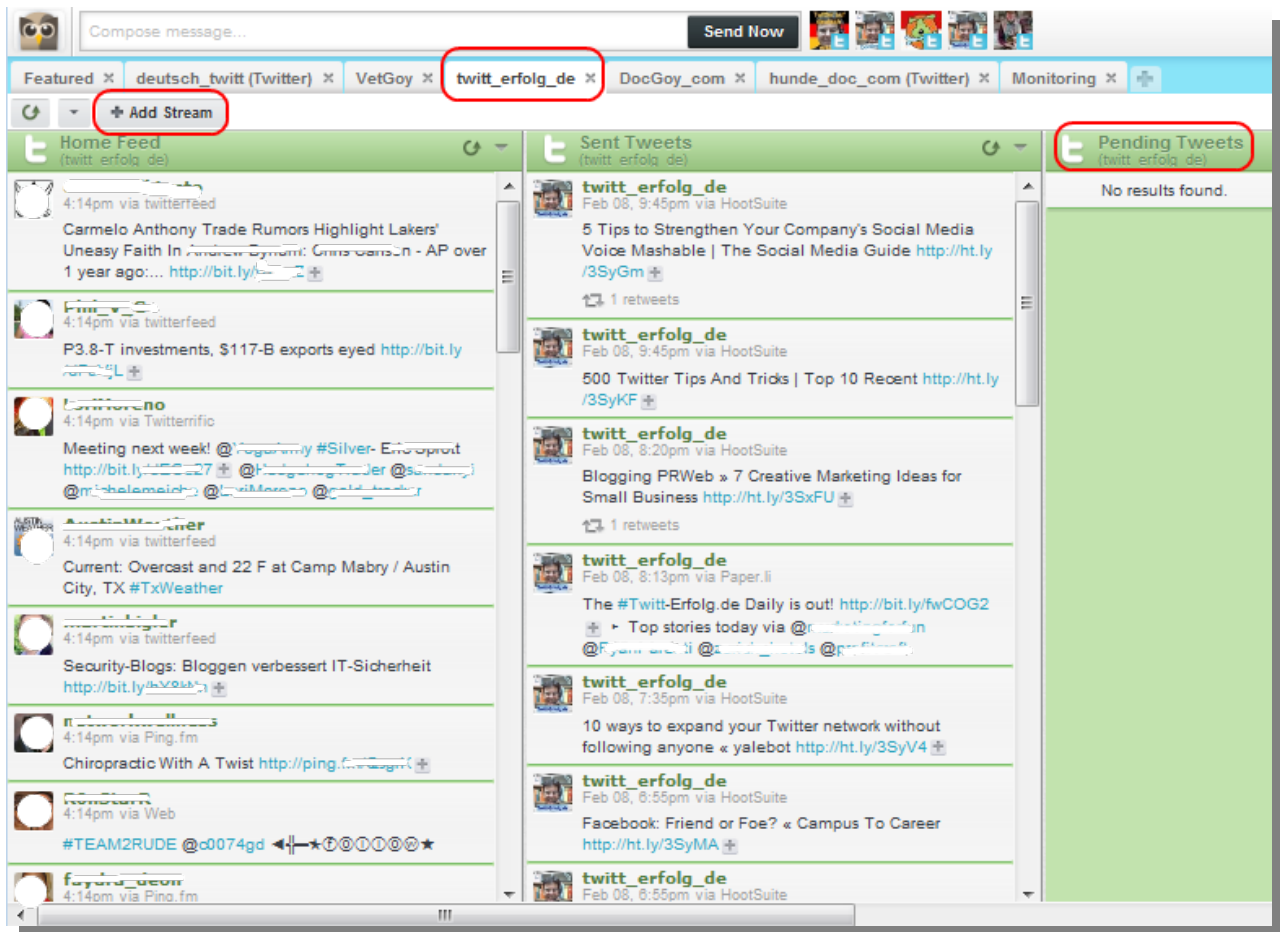 Compose message...
Send Now
Featured × deutsch_twitt (Twitter) × VetGoy × twitt_erfolg_de × DocGoy_com × hunde_doc_com (Twitter) × Monitoring ×
Add Stream
Home Feed
(twitt_erfolg_de)
4:14pm via twitterfeed
Carmelo Anthony Trade Rumors Highlight Lakers'
Uneasy Faith In - AP over
1 year ago:... http://bit.ly/
4:14pm via twitterfeed
P3.8-T investments, $117-B exports eyed http://bit.ly
4:14pm via Twitterrific
Meeting next week! #Silver-
4:14pm via twitterfeed
Current: Overcast and 22 F at Camp Mabry / Austin
City, TX #TxWeather
4:14pm via twitterfeed
Security-Blogs: Bloggen verbessert IT-Sicherheit
http://bit.ly/
4:14pm via Ping.fm
Chiropractic With A Twist http://ping.
4:14pm via Web
#TEAM2RUDE @c0074gd ◄╬—★ⓕⓞⓛⓛⓞⓦ★
4:14pm via Ping.fm
Sent Tweets
(twitt_erfolg_de)
twitt_erfolg_de
Feb 08, 9:45pm via HootSuite
5 Tips to Strengthen Your Company's Social Media
Voice Mashable | The Social Media Guide http://ht.ly
/3SyGm
1 retweets
twitt_erfolg_de
Feb 08, 9:45pm via HootSuite
500 Twitter Tips And Tricks | Top 10 Recent http://ht.ly
/3SyKF
twitt_erfolg_de
Feb 08, 8:20pm via HootSuite
Blogging PRWeb » 7 Creative Marketing Ideas for
Small Business http://ht.ly/3SxFU
1 retweets
twitt_erfolg_de
Feb 08, 8:13pm via Paper.li
The #Twitt-Erfolg.de Daily is out! http://bit.ly/fwCOG2
► Top stories today via
twitt_erfolg_de
Feb 08, 7:35pm via HootSuite
10 ways to expand your Twitter network without
following anyone « yalebot http://ht.ly/3SyV4
twitt_erfolg_de
Feb 08, 6:55pm via HootSuite
Facebook: Friend or Foe? « Campus To Career
http://ht.ly/3SyMA
twitt_erfolg_de
Feb 08, 6:55pm via HootSuite
Pending Tweets
(twitt_erfolg_de)
No results found.